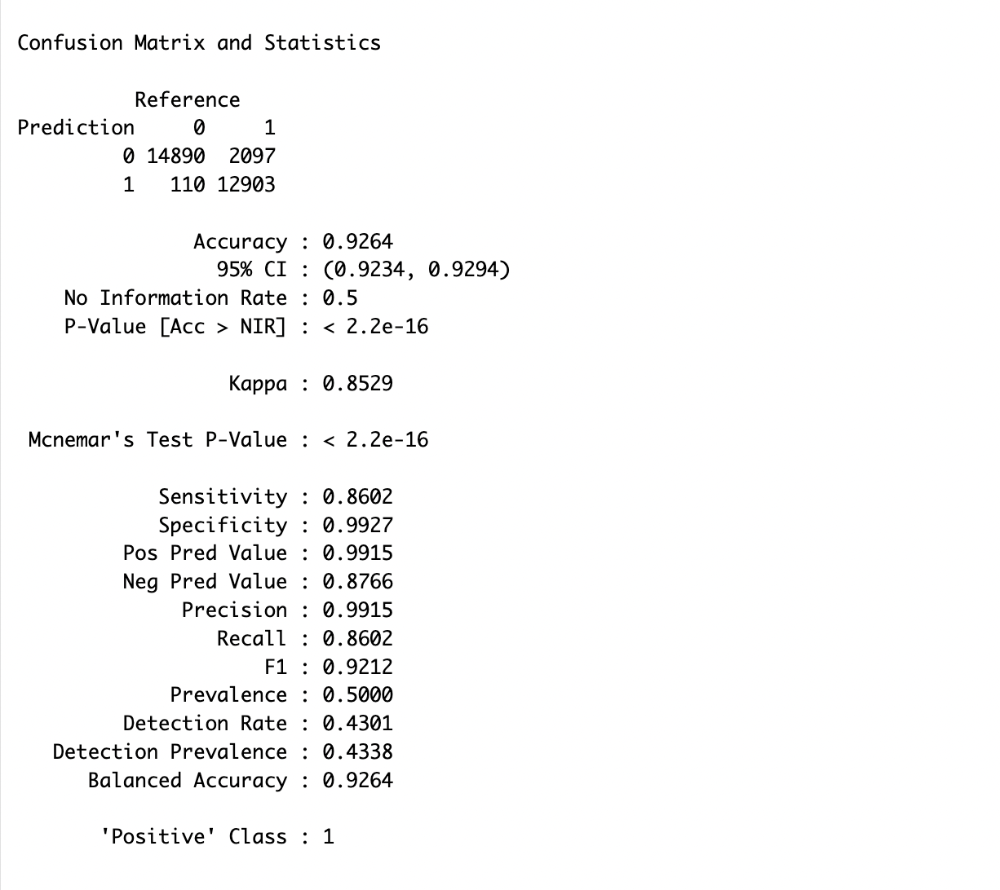 Confusion Matrix and Statistics
Reference
Prediction 0 1
0 14890 2097
1 110 12903
Accuracy : 0.9264
95% CI : (0.9234, 0.9294)
No Information Rate : 0.5
P-Value [Acc > NIR] : < 2.2e-16
Kappa : 0.8529
Mcnemar's Test P-Value : < 2.2e-16
Sensitivity : 0.8602
Specificity : 0.9927
Pos Pred Value : 0.9915
Neg Pred Value : 0.8766
Precision : 0.9915
Recall : 0.8602
F1 : 0.9212
Prevalence : 0.5000
Detection Rate : 0.4301
Detection Prevalence : 0.4338
Balanced Accuracy : 0.9264
'Positive' Class : 1